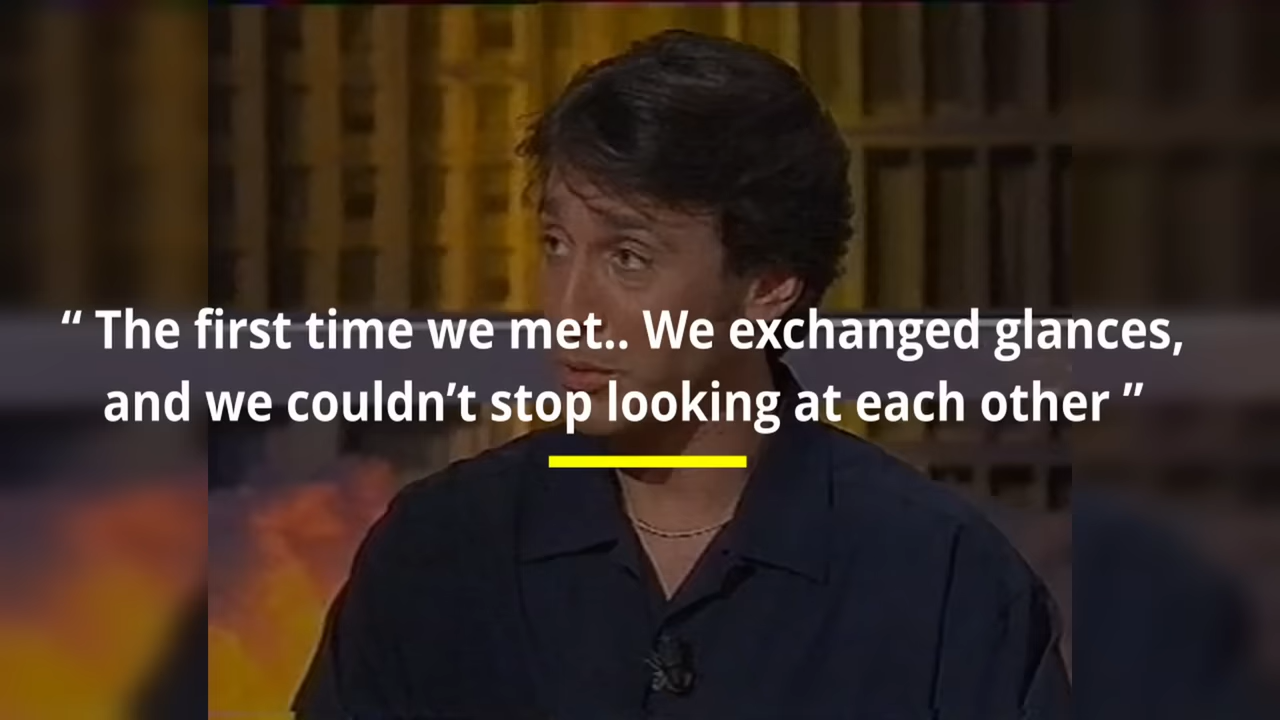 “ The first time we met.. We exchanged glances,
and we couldn’t stop looking at each other ”